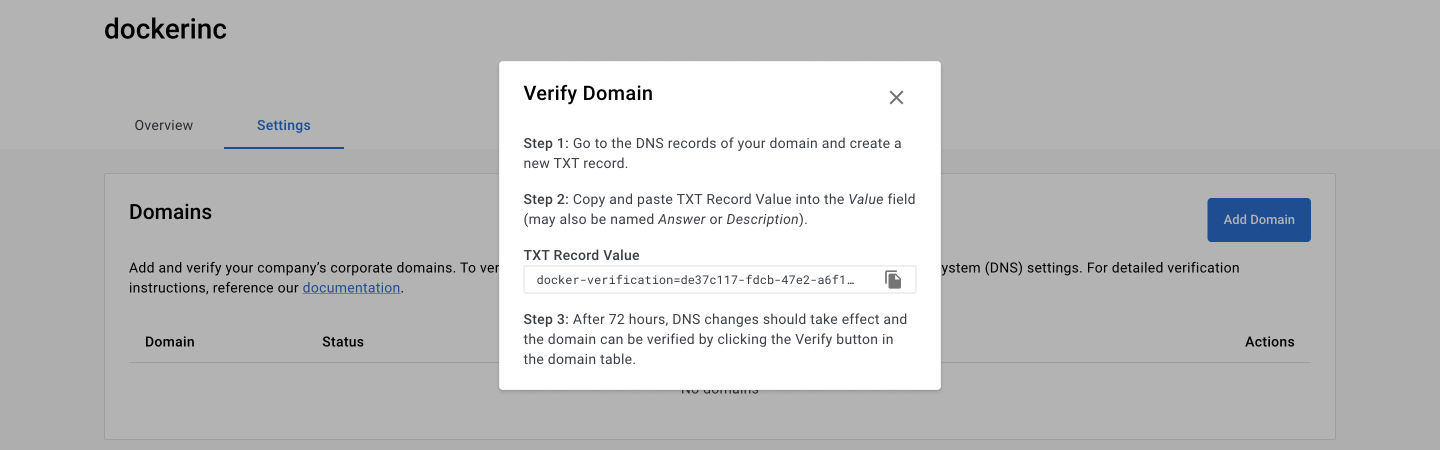 dockerinc
Overview
Settings
Verify Domain
Step 1: Go to the DNS records of your domain and create a
new TXT record.
Step 2: Copy and paste TXT Record Value into the Value field
(may also be named Answer or Description).
TXT Record Value
docker-verification=de37c117-fdcb-47e2-a6f1…
Step 3: After 72 hours, DNS changes should take effect and
the domain can be verified by clicking the Verify button in
the domain table.
Domains
Add Domain
Add and verify your company's corporate domains. To ver
ystem (DNS) settings. For detailed verification
instructions, reference our documentation.
Domain
Status
Actions
No domains